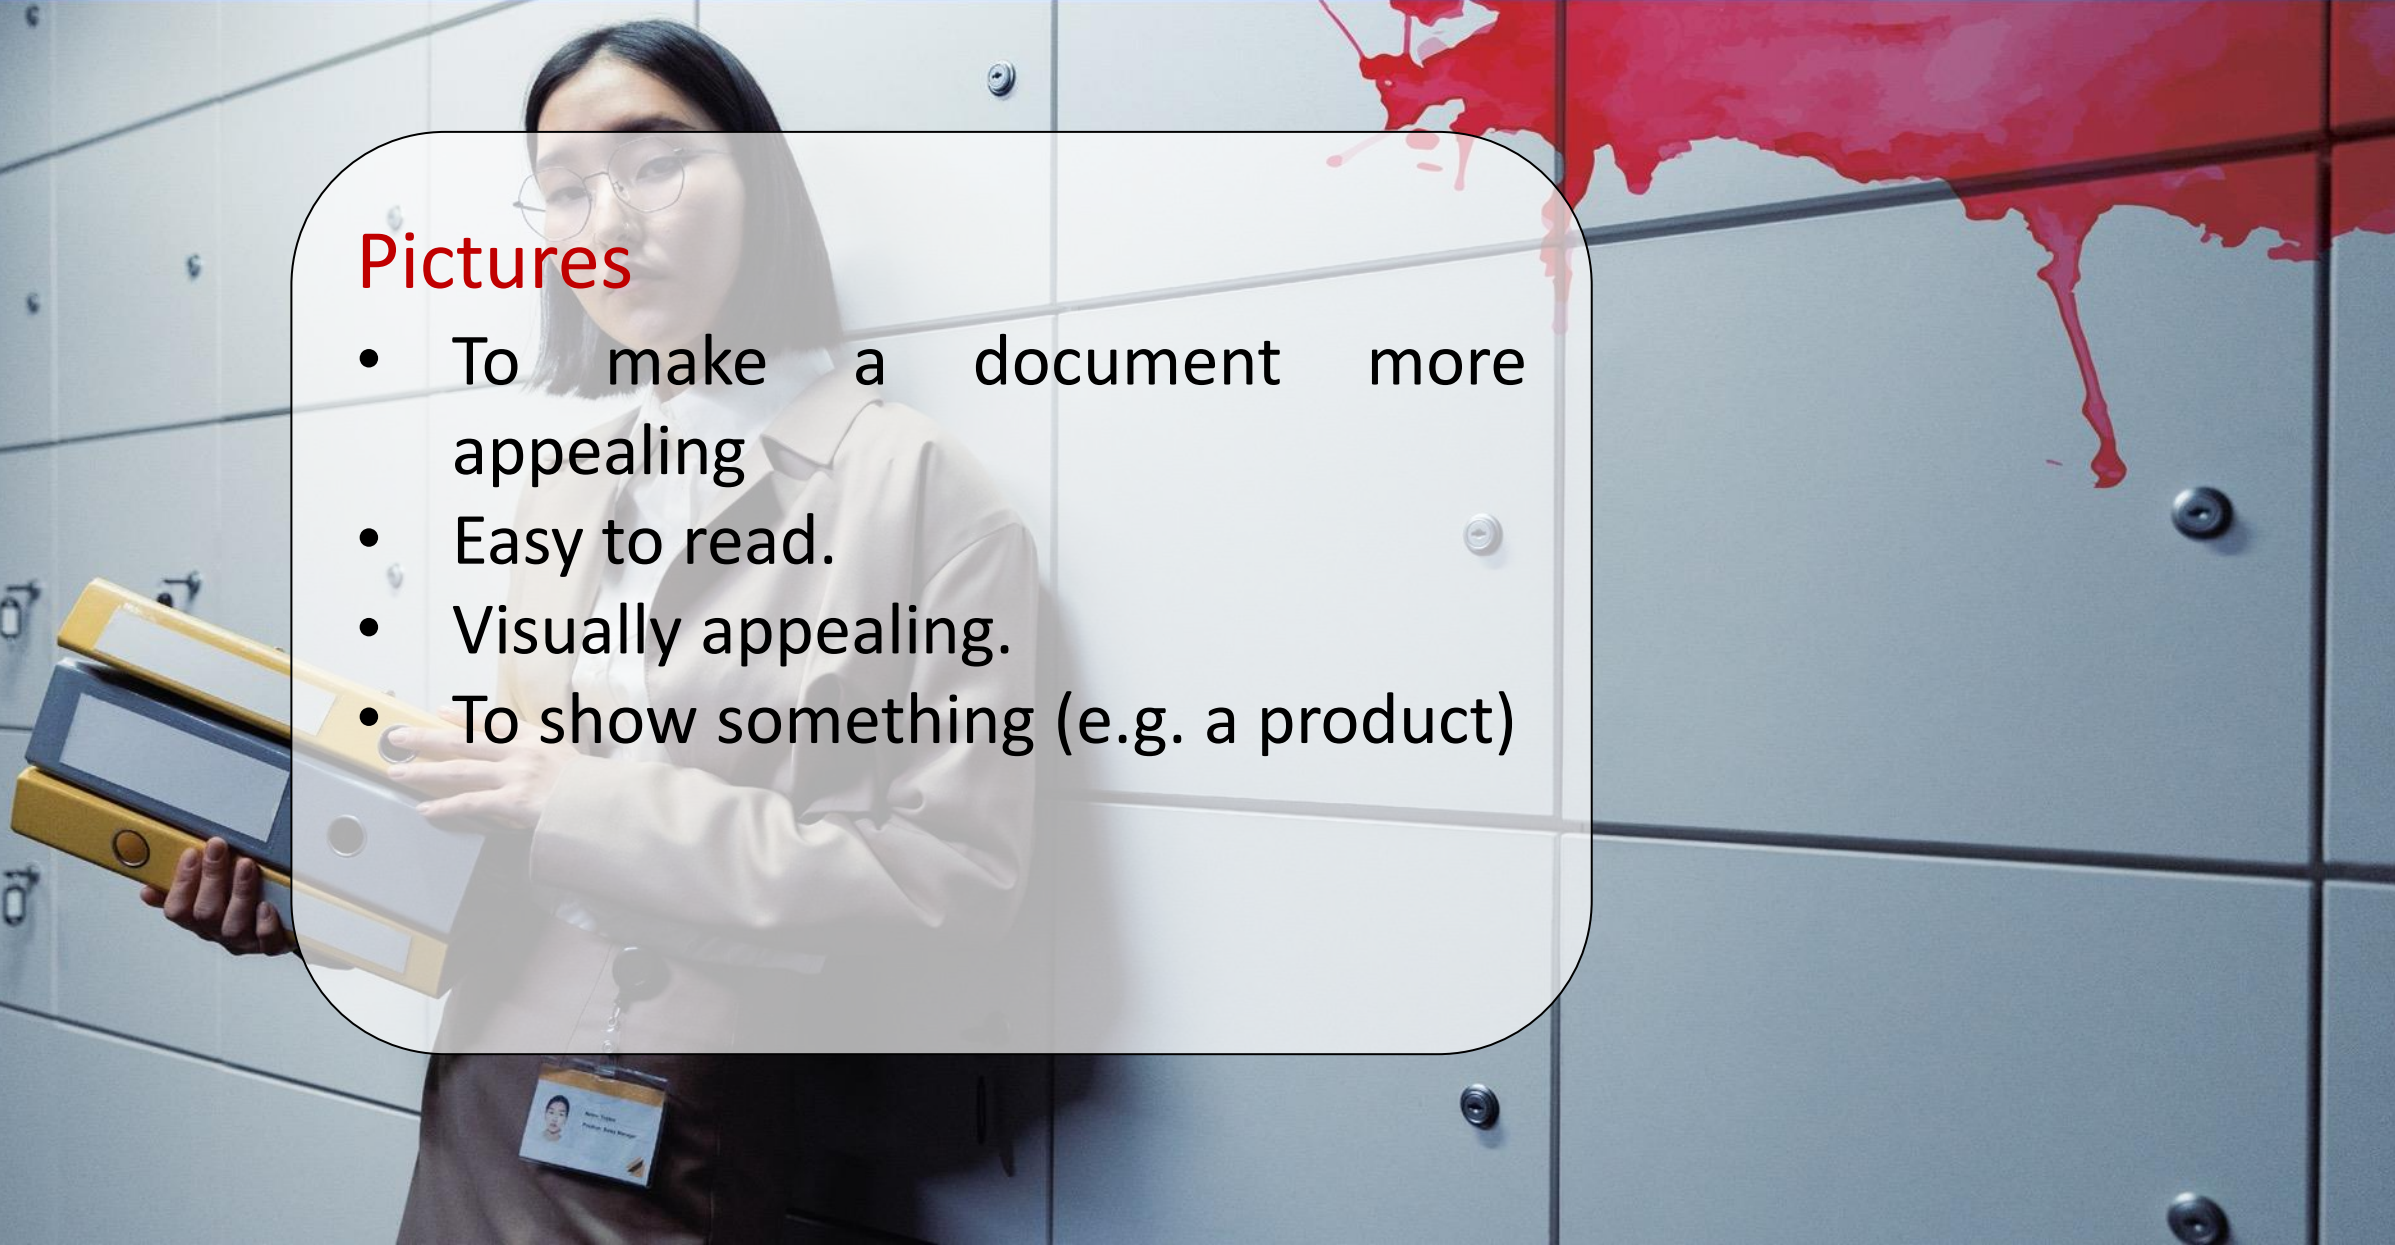 Pictures
• To make a document more
appealing
• Easy to read.
• Visually appealing.
• To show something (e.g. a product)